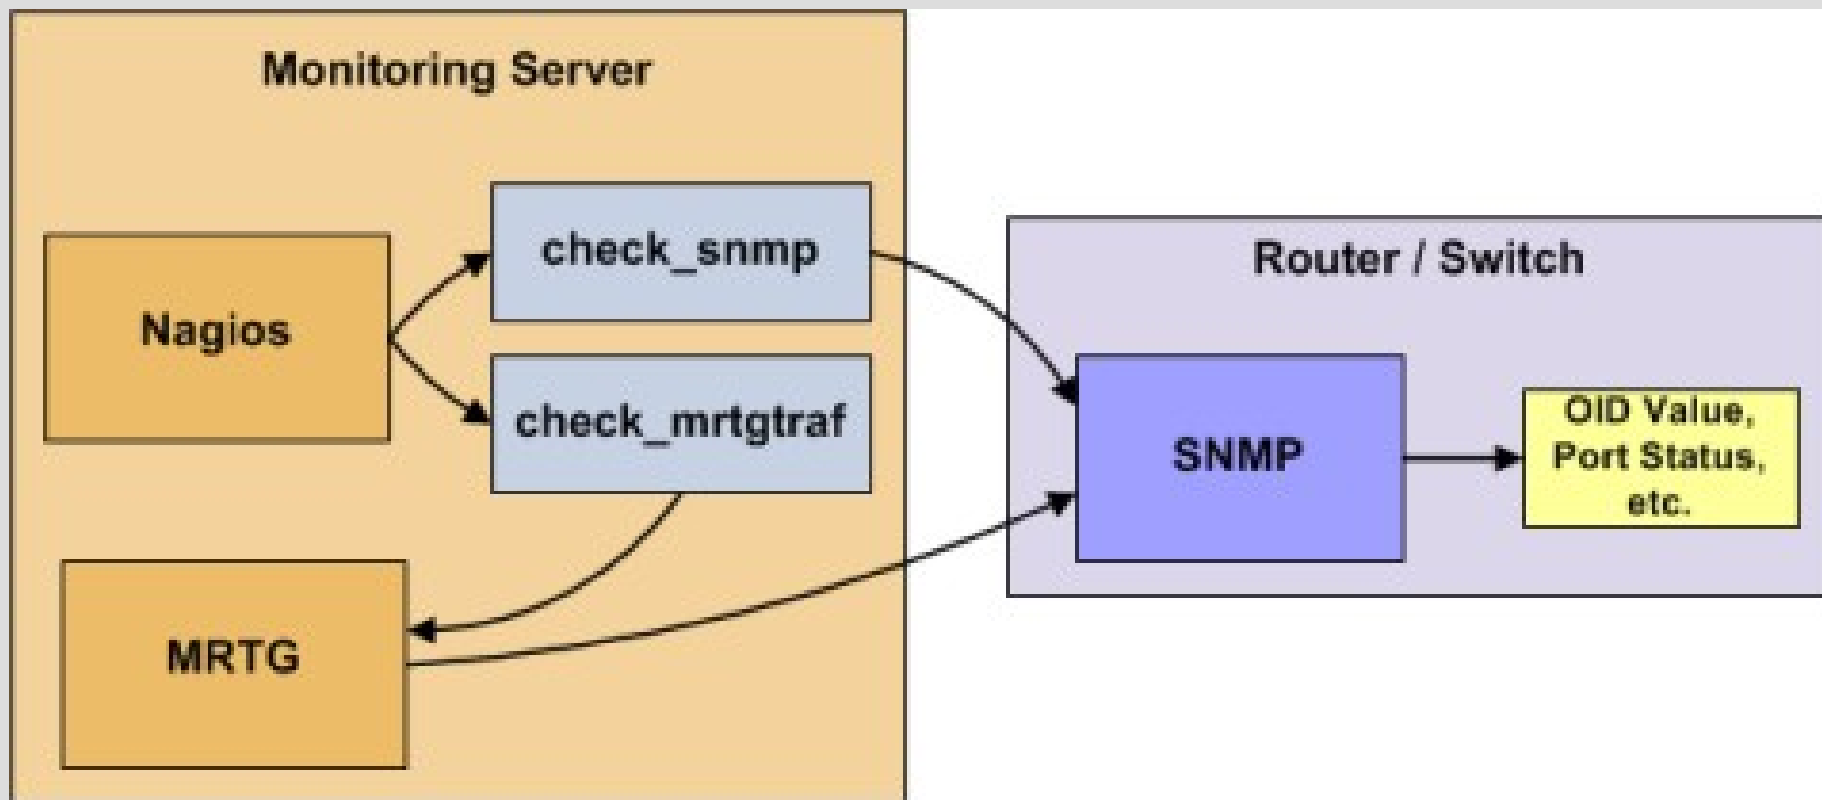 Monitoring Server
check_snmp
Nagios
check_mrtgtraf
MRTG
Router / Switch
SNMP
OID Value,
Port Status,
etc.